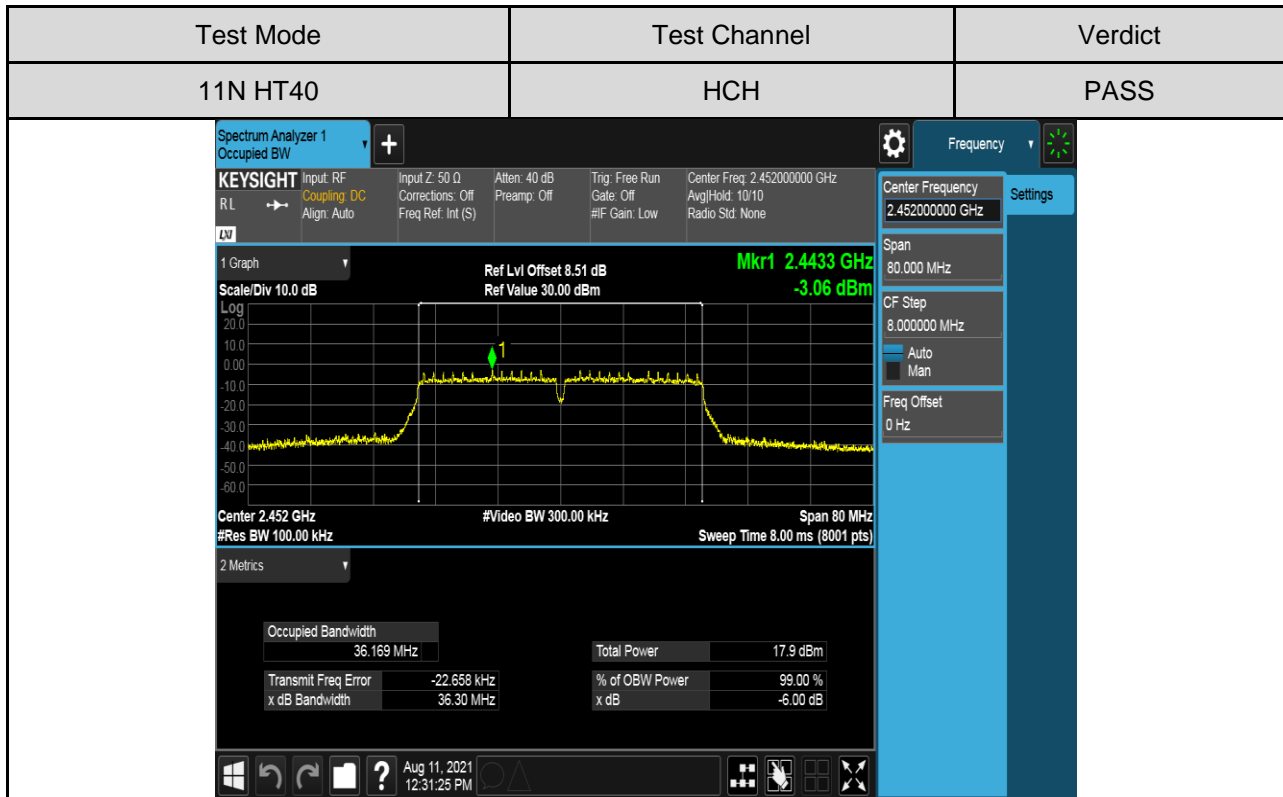 Test Mode Test Channel Verdict
11N HT40 HCH PASS
Spectrum Analyzer 1
Occupied BW
+
Frequency
KEYSIGHT
RL
LXI
Input: RF
Coupling: DC
Align: Auto
Input Z: 50 Ω
Corrections: Off
Freq Ref: Int (S)
Atten: 40 dB
Preamp: Off
Trig: Free Run
Gate: Off
#IF Gain: Low
Center Freq: 2.452000000 GHz
Avg|Hold: 10/10
Radio Std: None
Center Frequency
2.452000000 GHz
Settings
Span
80.000 MHz
CF Step
8.000000 MHz
Auto
Man
Freq Offset
0 Hz
1 Graph
Scale/Div 10.0 dB
Ref Lvl Offset 8.51 dB
Ref Value 30.00 dBm
Mkr1 2.4433 GHz
-3.06 dBm
Log
20.0
10.0
0.00
-10.0
-20.0
-30.0
-40.0
-50.0
-60.0
1
Center 2.452 GHz
#Res BW 100.00 kHz
#Video BW 300.00 kHz
Span 80 MHz
Sweep Time 8.00 ms (8001 pts)
2 Metrics
Occupied Bandwidth
36.169 MHz
Total Power 17.9 dBm
Transmit Freq Error -22.658 kHz
% of OBW Power 99.00 %
x dB Bandwidth 36.30 MHz
x dB -6.00 dB
?
Aug 11, 2021
12:31:25 PM